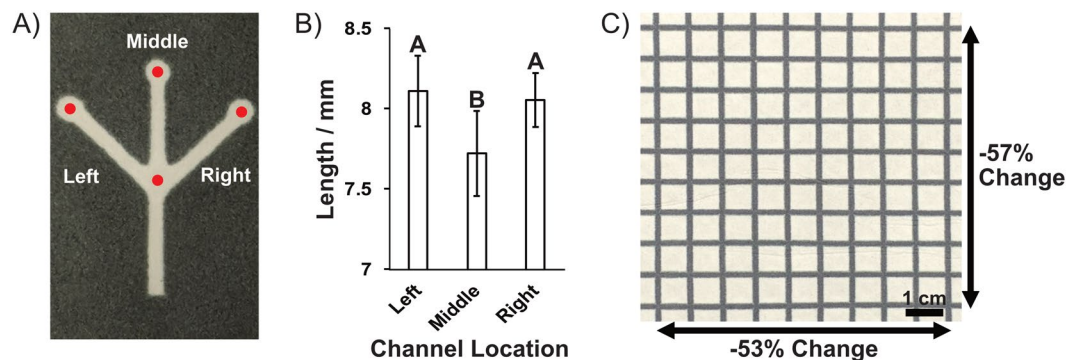 A)
Middle
Left
Right
B)
8.5
8
7.5
7
Length / mm
A
B
A
Left
Middle
Right
Channel Location
C)
-57%
Change
1 cm
-53% Change